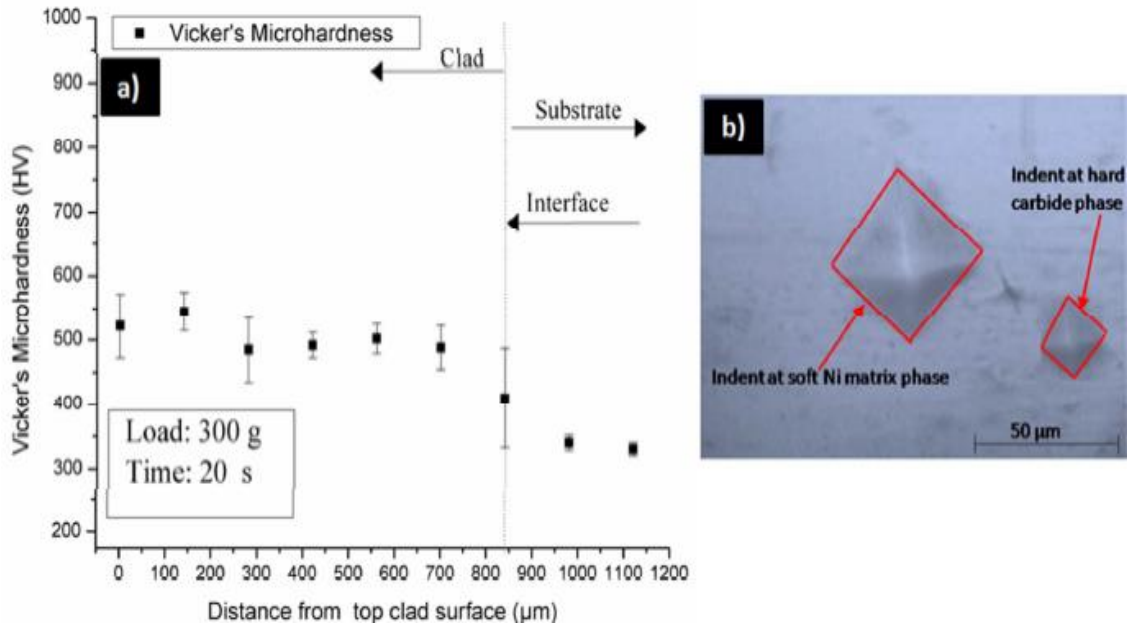 Vicker's Microhardness
a)
Clad
Substrate
Interface
Load: 300 g
Time: 20 s
Vicker's Microhardness (HV)
1000
900
800
700
600
500
400
300
200
0 100 200 300 400 500 600 700 800 900 1000 1100 1200
Distance from top clad surface (μm)
b)
Indent at hard
carbide phase
Indent at soft Ni matrix phase
50 μm